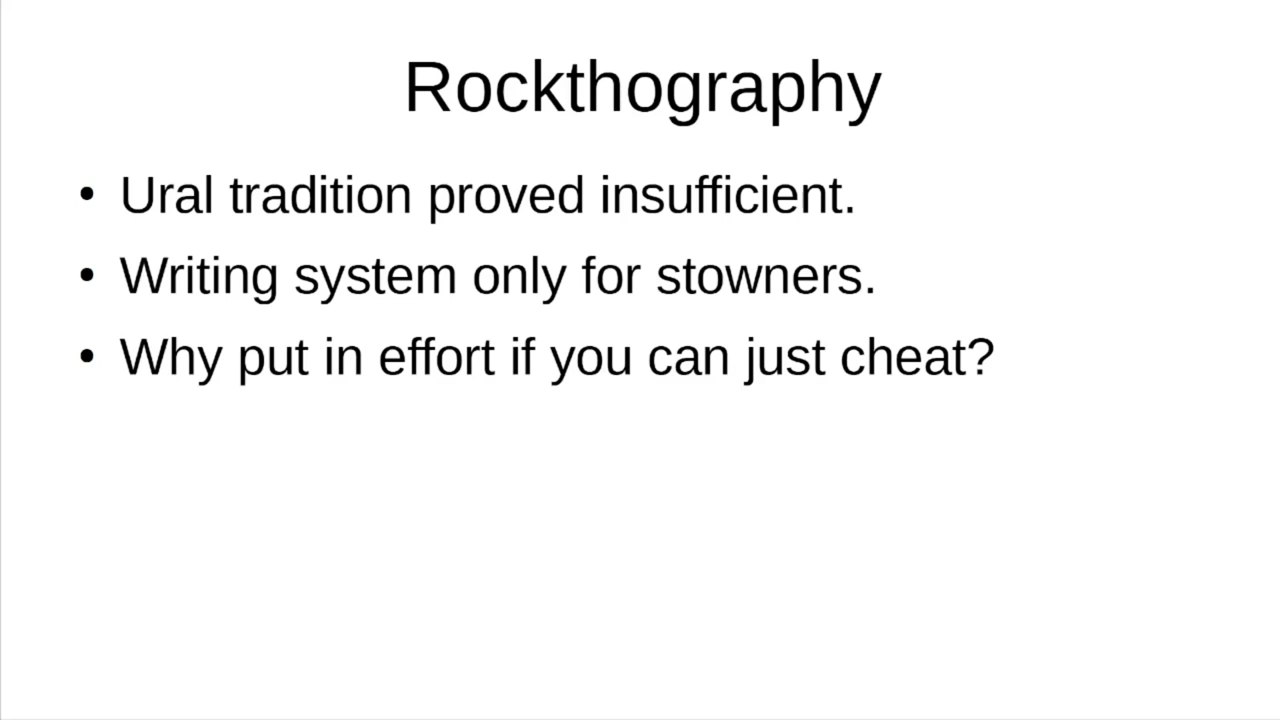 Rockthography
• Ural tradition proved insufficient.
• Writing system only for stowners.
• Why put in effort if you can just cheat?